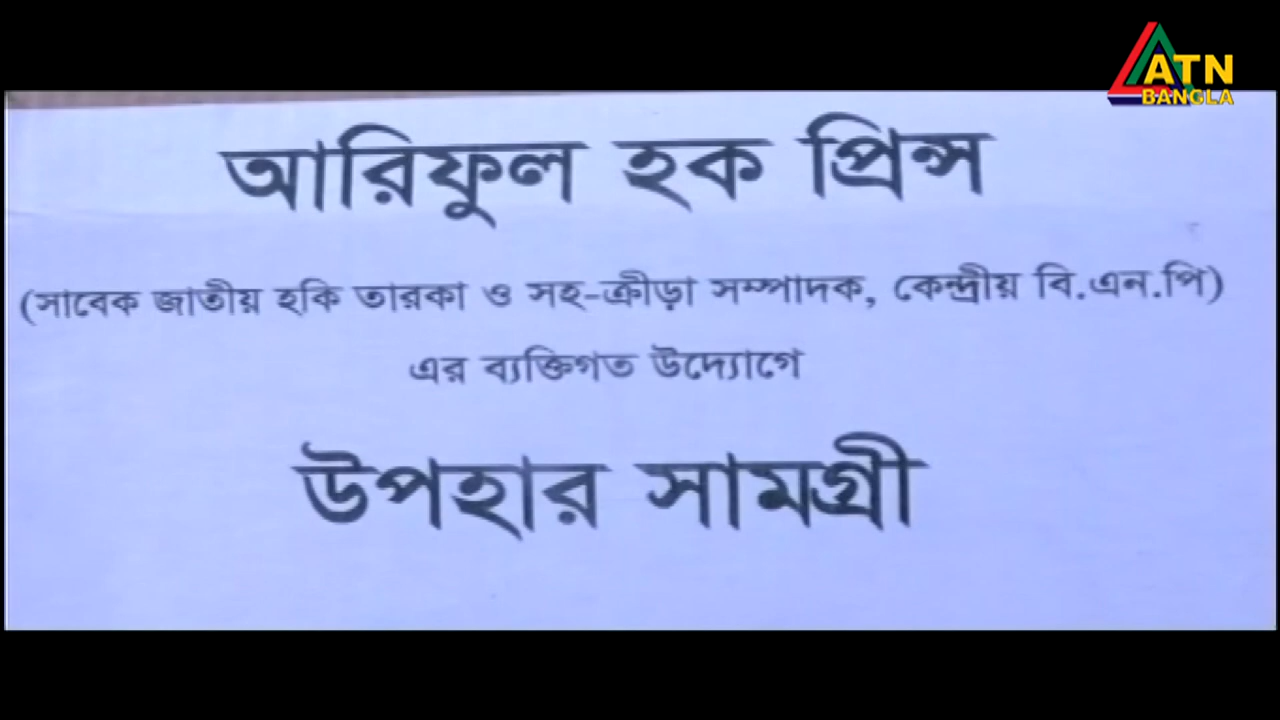 ATN
BANGLA
আরিফুল হক প্রিন্স
(সাবেক জাতীয় হকি তারকা ও সহ-ক্রীড়া সম্পাদক, কেন্দ্রীয় বি.এন.পি)
এর ব্যক্তিগত উদ্যোগে
উপহার সামগ্রী